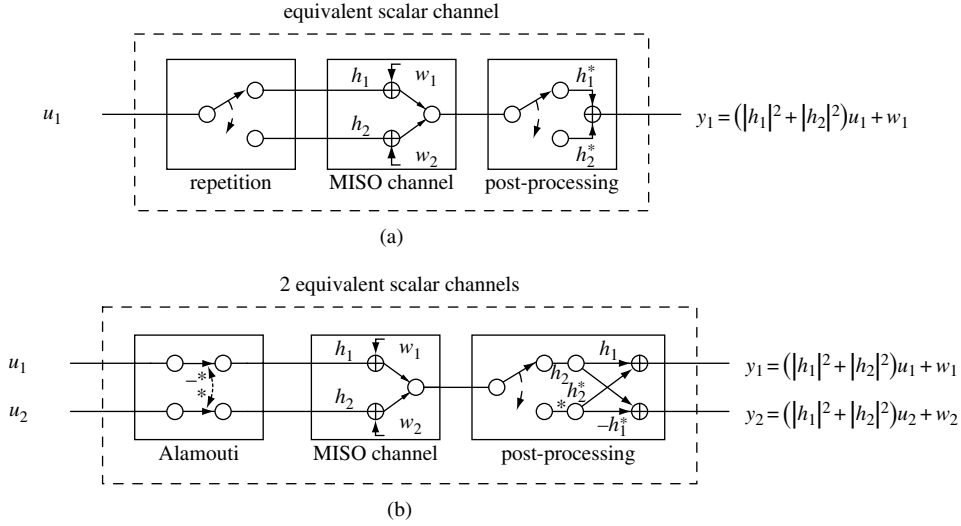 equivalent scalar channel
u₁
h₁
w₁
h₂
w₂
h₁*
h₂*
y₁ = (|h₁|² + |h₂|²)u₁ + w₁
repetition
MISO channel
post-processing
(a)
2 equivalent scalar channels
u₁
u₂
–*
*
h₁
w₁
h₂
w₂
h₁
h₂
h₂*
*
–h₁*
y₁ = (|h₁|² + |h₂|²)u₁ + w₁
y₂ = (|h₁|² + |h₂|²)u₂ + w₂
Alamouti
MISO channel
post-processing
(b)